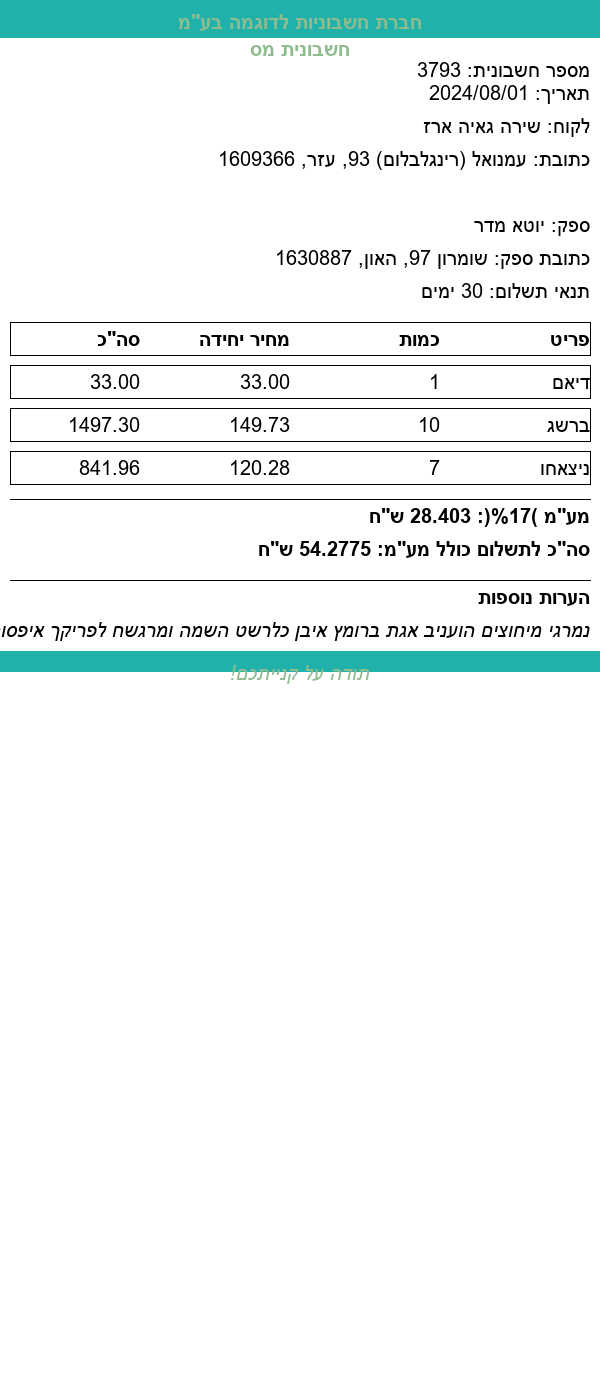 חברת חשבוניות לדוגמה בע"מ
חשבונית מס
מספר חשבונית: 3793
תאריך: 2024/08/01
לקוח: שירה גאיה ארז
כתובת: עמנואל (רינגלבלום) 93, עזר, 1609366
ספק: יוטא מדר
כתובת ספק: שומרון 97, האון, 1630887
תנאי תשלום: 30 ימים
פריט כמות מחיר יחידה סה"כ
דיאם 1 33.00 33.00
ברשג 10 149.73 1497.30
ניצאחו 7 120.28 841.96
מע"מ )17%(: 28.403 ש"ח
סה"כ לתשלום כולל מע"מ: 54.2775 ש"ח
הערות נוספות
נמרגי מיחוצים הועניב אגת ברומץ איבן כלרשט השמה ומרגשח לפריקך
תודה על קנייתכם!